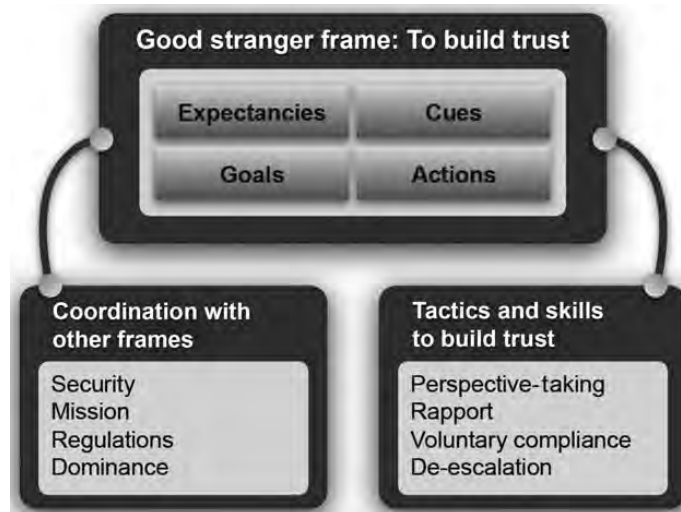 Good stranger frame: To build trust
Expectancies
Cues
Goals
Actions
Coordination with
other frames
Security
Mission
Regulations
Dominance
Tactics and skills
to build trust
Perspective-taking
Rapport
Voluntary compliance
De-escalation